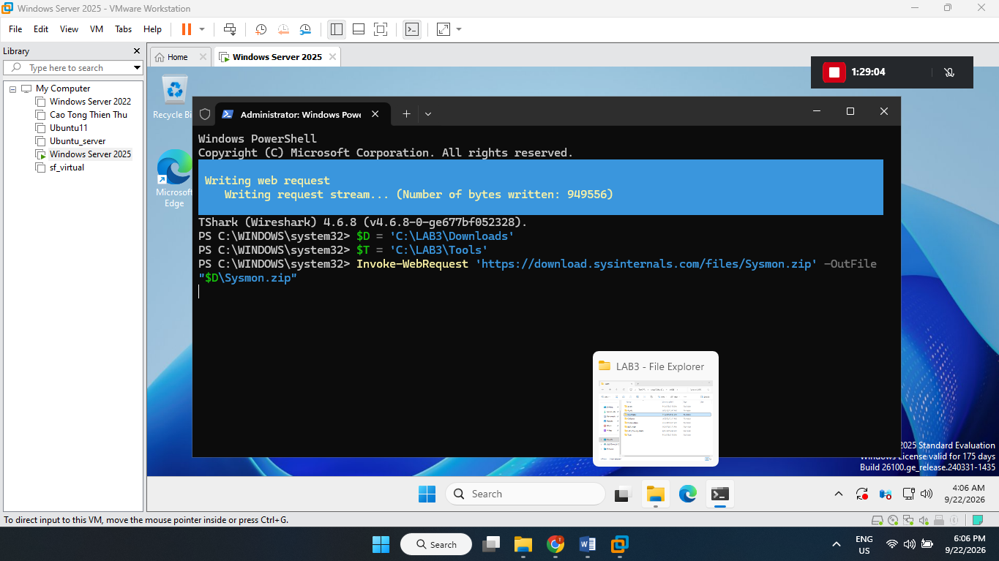 Windows Server 2025 - VMware Workstation
File Edit View VM Tabs Help
Library
Type here to search
My Computer
Windows Server 2022
Cao Tong Thien Thu
Ubuntu11
Ubuntu_server
Windows Server 2025
sf_virtual
Home
Windows Server 2025
1:29:04
Recycle Bi
Microsoft
Edge
Administrator: Windows Powe
Windows PowerShell
Copyright (C) Microsoft Corporation. All rights reserved.
Writing web request
Writing request stream... (Number of bytes written: 949556)
TShark (Wireshark) 4.6.8 (v4.6.8-0-ge677bf052328).
PS C:\WINDOWS\system32> $D = 'C:\LAB3\Downloads'
PS C:\WINDOWS\system32> $T = 'C:\LAB3\Tools'
PS C:\WINDOWS\system32> Invoke-WebRequest 'https://download.sysinternals.com/files/Sysmon.zip' -OutFile
"$D\Sysmon.zip"
LAB3 - File Explorer
2025 Standard Evaluation
Windows License valid for 175 days
Build 26100.ge_release.240331-1435
Search
4:06 AM
9/22/2026
To direct input to this VM, move the mouse pointer inside or press Ctrl+G.
Search
ENG
US
6:06 PM
9/22/2026